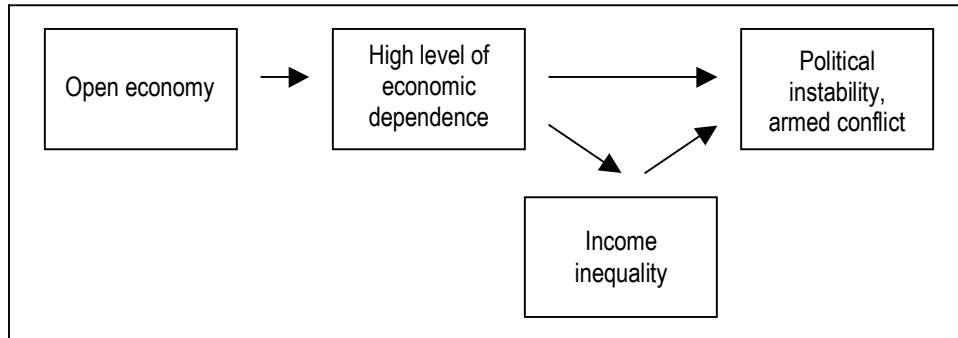 Open economy
High level of
economic
dependence
Political
instability,
armed conflict
Income
inequality